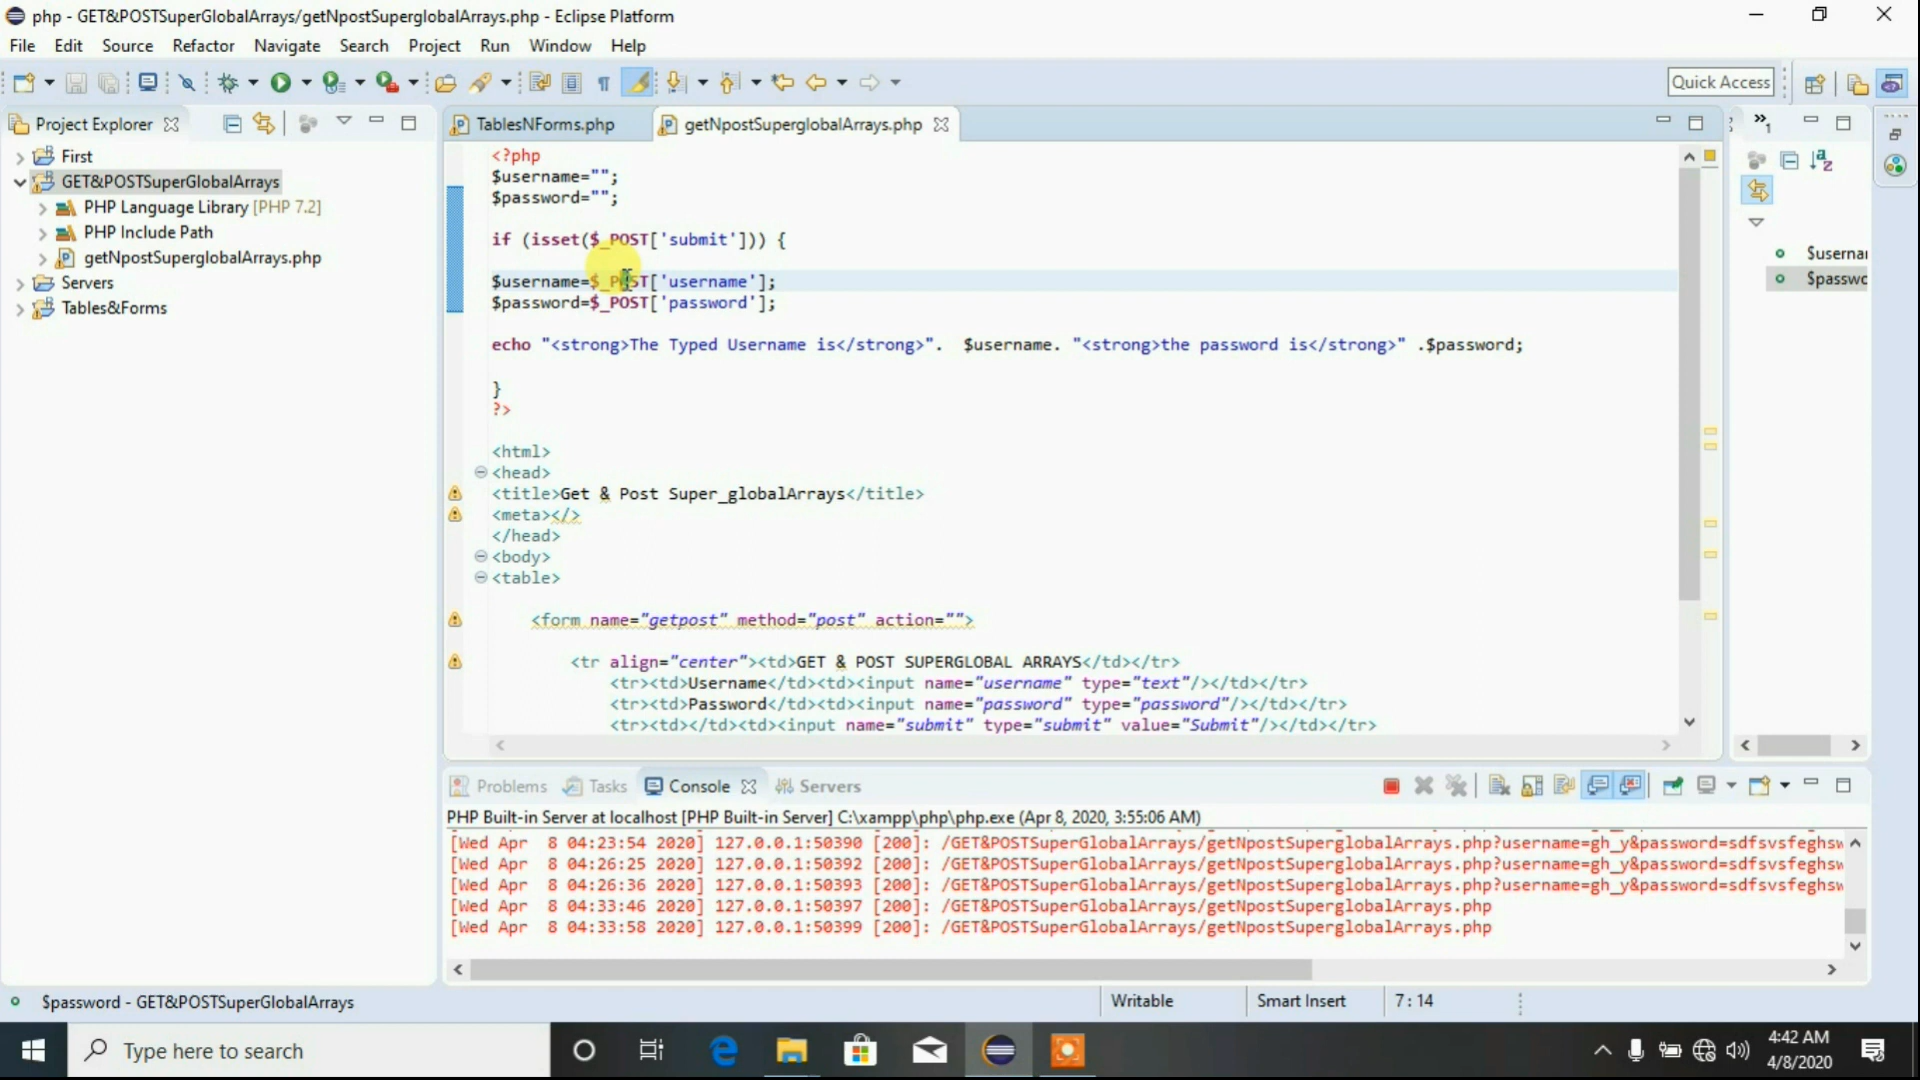 php - GET&POSTSuperGlobalArrays/getNpostSuperglobalArrays.php - Eclipse Platform
File Edit Source Refactor Navigate Search Project Run Window Help
Quick Access
Project Explorer
TablesNForms.php
getNpostSuperglobalArrays.php
First
GET&POSTSuperGlobalArrays
PHP Language Library [PHP 7.2]
PHP Include Path
getNpostSuperglobalArrays.php
Servers
Tables&Forms
<?php
$username="";
$password="";
if (isset($_POST['submit'])) {
$username=$_POST['username'];
$password=$_POST['password'];
echo "<strong>The Typed Username is</strong>".  $username. "<strong>the password is</strong>" .$password;
}
?>
<html>
<head>
<title>Get & Post Super_globalArrays</title>
<meta></>
</head>
<body>
<table>
<form name="getpost" method="post" action="">
<tr align="center"><td>GET & POST SUPERGLOBAL ARRAYS</td></tr>
<tr><td>Username</td><td><input name="username" type="text"/></td></tr>
<tr><td>Password</td><td><input name="password" type="password"/></td></tr>
<tr><td></td><td><input name="submit" type="submit" value="Submit"/></td></tr>
$usernar
$passwc
Problems Tasks Console Servers
PHP Built-in Server at localhost [PHP Built-in Server] C:\xampp\php\php.exe (Apr 8, 2020, 3:55:06 AM)
[Wed Apr  8 04:23:54 2020] 127.0.0.1:50390 [200]: /GET&POSTSuperGlobalArrays/getNpostSuperglobalArrays.php?username=gh_y&password=sdfsvsfeghsw
[Wed Apr  8 04:26:25 2020] 127.0.0.1:50392 [200]: /GET&POSTSuperGlobalArrays/getNpostSuperglobalArrays.php?username=gh_y&password=sdfsvsfeghsw
[Wed Apr  8 04:26:36 2020] 127.0.0.1:50393 [200]: /GET&POSTSuperGlobalArrays/getNpostSuperglobalArrays.php?username=gh_y&password=sdfsvsfeghsw
[Wed Apr  8 04:33:46 2020] 127.0.0.1:50397 [200]: /GET&POSTSuperGlobalArrays/getNpostSuperglobalArrays.php
[Wed Apr  8 04:33:58 2020] 127.0.0.1:50399 [200]: /GET&POSTSuperGlobalArrays/getNpostSuperglobalArrays.php
$password - GET&POSTSuperGlobalArrays
Writable
Smart Insert
7 : 14
Type here to search
4:42 AM
4/8/2020